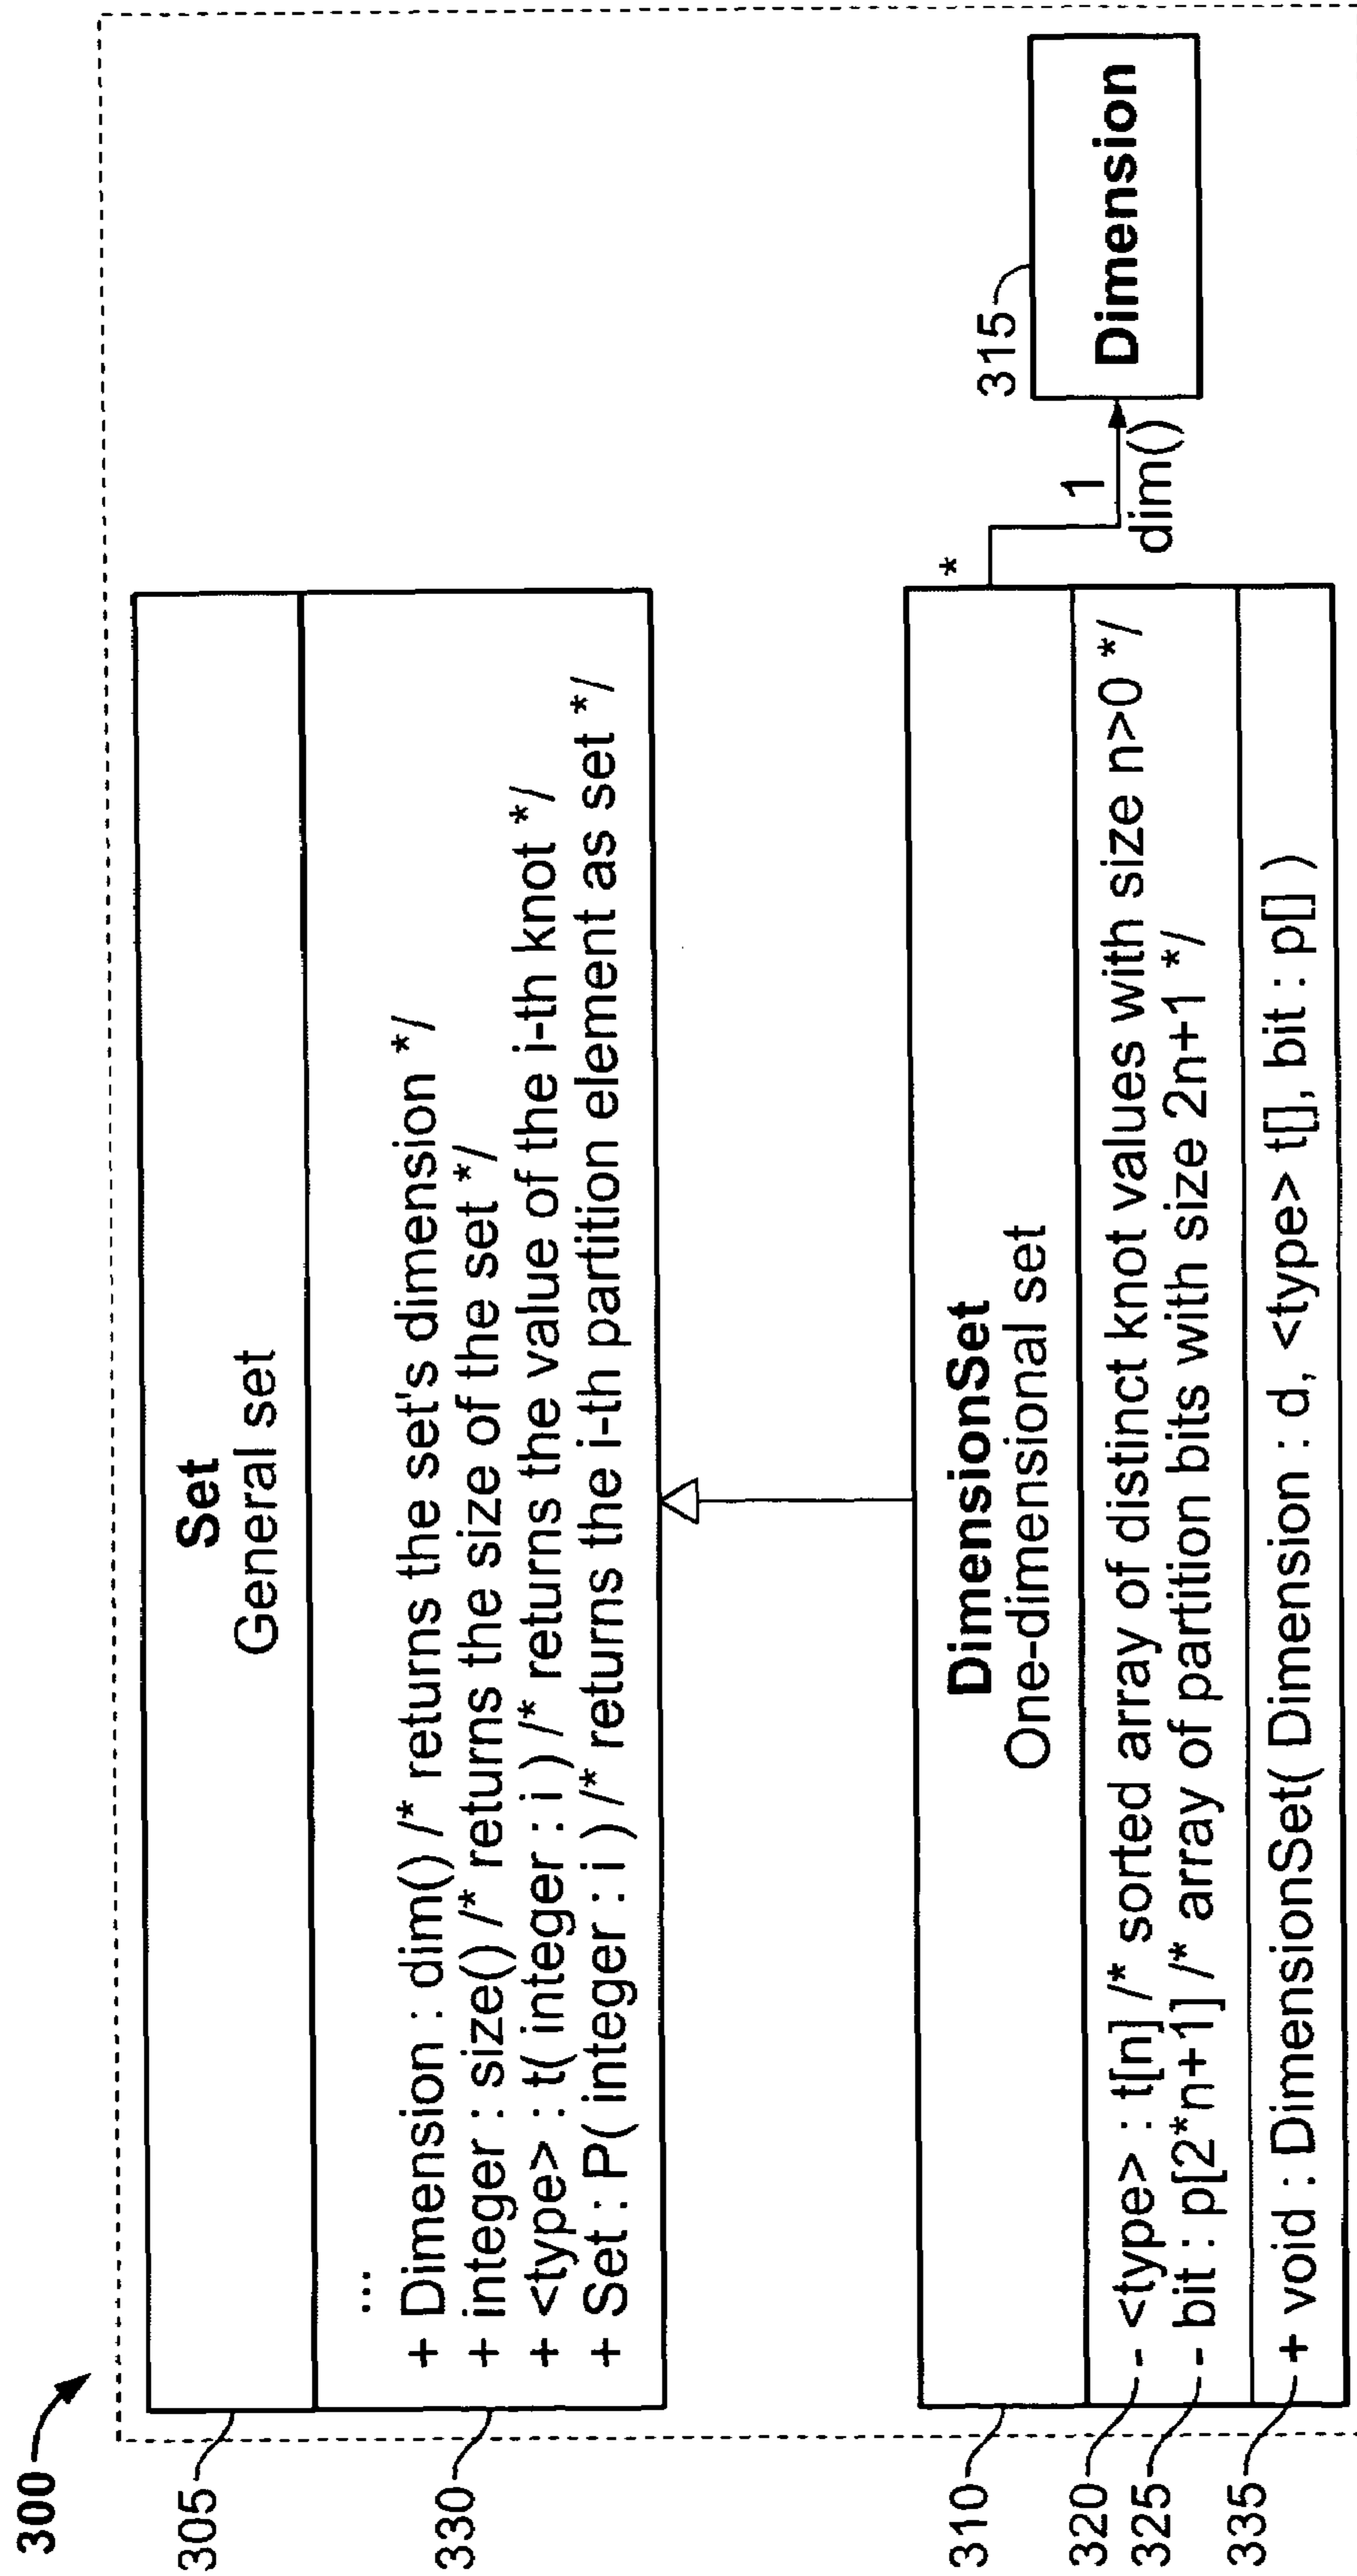 300
305
Set
General set
330
...
+ Dimension : dim() /* returns the set's dimension */
+ integer : size() /* returns the size of the set */
+ <type> : t( integer : i ) /* returns the value of the i-th knot */
+ Set : P( integer : i ) /* returns the i-th partition element as set */
310
DimensionSet
One-dimensional set
*
1
dim()
315
Dimension
320
- <type> : t[n] /* sorted array of distinct knot values with size n>0 */
325
- bit : p[2*n+1] /* array of partition bits with size 2n+1 */
335
+ void : DimensionSet( Dimension : d, <type> t[], bit : p[] )